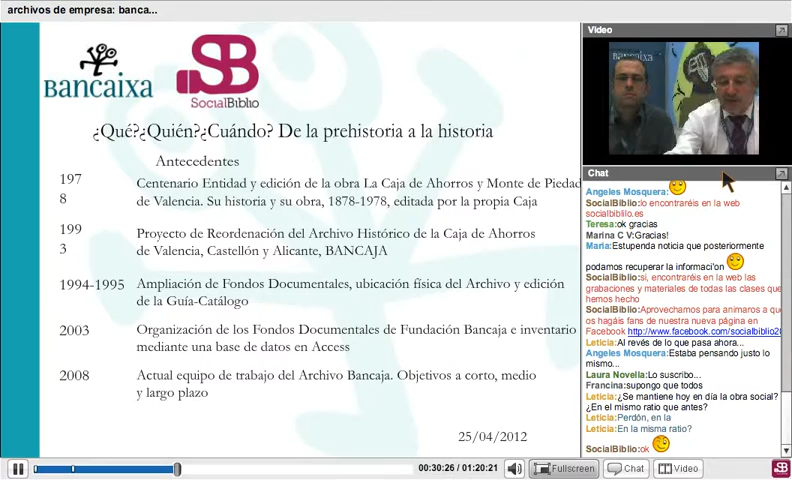 archivos de empresa: banca...
BANCAIXA
SB
SocialBiblio
¿Qué?¿Quién?¿Cuándo? De la prehistoria a la historia
Antecedentes
197
8
Centenario Entidad y edición de la obra La Caja de Ahorros y Monte de Piedad
de Valencia. Su historia y su obra, 1878-1978, editada por la propia Caja
199
3
Proyecto de Reordenación del Archivo Histórico de la Caja de Ahorros
de Valencia, Castellón y Alicante, BANCAJA
1994-1995 Ampliación de Fondos Documentales, ubicación física del Archivo y edición
de la Guía-Catálogo
2003 Organización de los Fondos Documentales de Fundación Bancaja e inventario
mediante una base de datos en Access
2008 Actual equipo de trabajo del Archivo Bancaja. Objetivos a corto, medio
y largo plazo
25/04/2012
Video
Chat
Angeles Mosquera:
SocialBiblio:lo encontraréis en la web
socialbiblilo.es
Teresa:ok gracias
Marina C V:Gracias!
Maria:Estupenda noticia que posteriormente
podamos recuperar la informaci'on
SocialBiblio:si, encontraréis en la web las
grabaciones y materiales de todas las clases que
hemos hecho
SocialBiblio:Aprovechamos para animaros a qu
os hagáis fans de nuestra nueva página en
Facebook http://www.facebook.com/socialbiblio2
Leticia:Al revés de lo que pasa ahora...
Angeles Mosquera:Estaba pensando justo lo
mismo...
Laura Novella:Lo suscribo...
Francina:supongo que todos
Leticia:¿Se mantiene hoy en día la obra social?
¿En el mismo ratio que antes?
Leticia:Perdón, en la
Leticia:En la misma ratio?
SocialBiblio:ok
00:30:26 / 01:20:21
Fullscreen
Chat
Video
SB